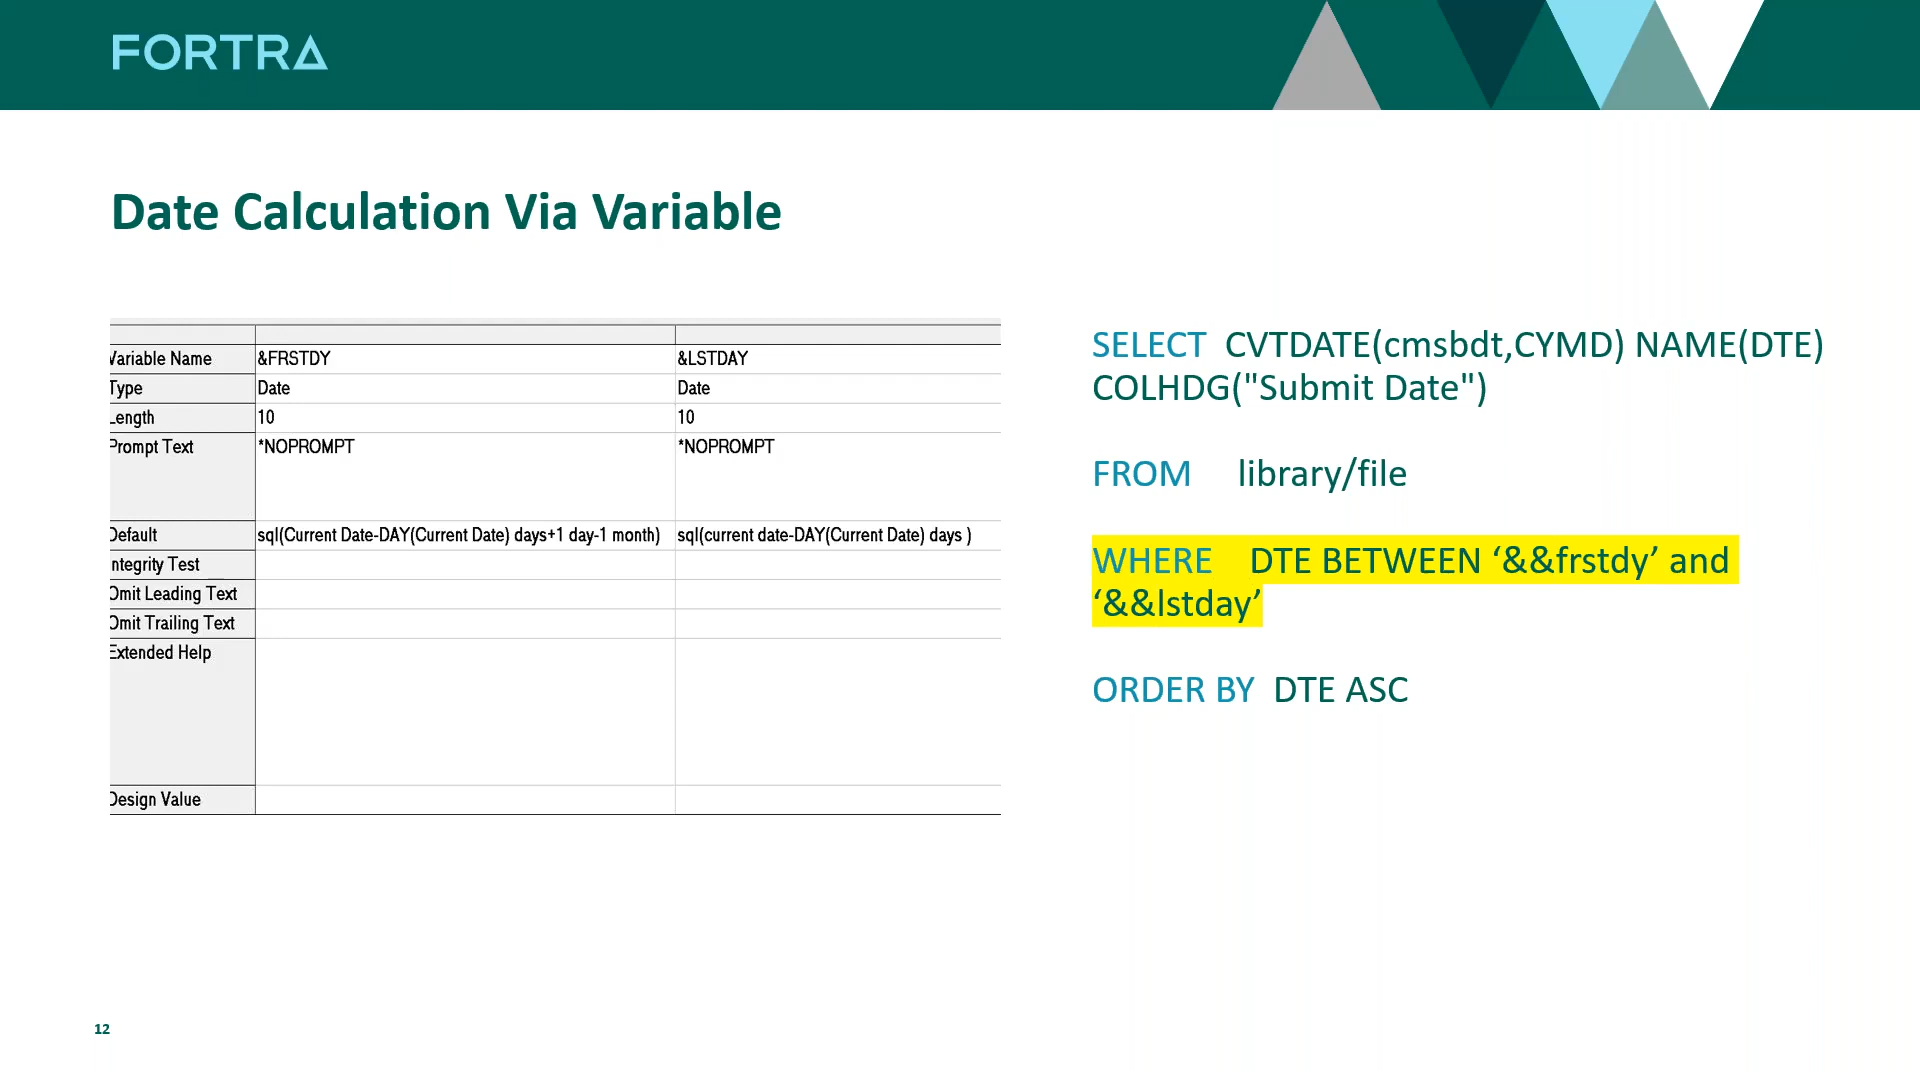 FORTRA
Date Calculation Via Variable
Variable Name &FRSTDY &LSTDAY
Type Date Date
Length 10 10
Prompt Text *NOPROMPT *NOPROMPT
Default sql(Current Date-DAY(Current Date) days+1 day-1 month) sql(current date-DAY(Current Date) days )
Integrity Test
Omit Leading Text
Omit Trailing Text
Extended Help
Design Value
SELECT CVTDATE(cmsbdt,CYMD) NAME(DTE)
COLHDG("Submit Date")
FROM library/file
WHERE DTE BETWEEN ‘&&frstdy’ and
‘&&lstday’
ORDER BY DTE ASC
12